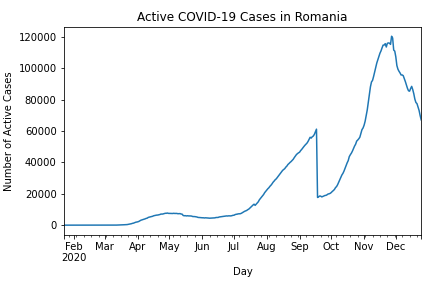 Active COVID-19 Cases in Romania
120000
100000
80000
60000
40000
20000
0
Number of Active Cases
Feb Mar Apr May Jun Jul Aug Sep Oct Nov Dec
2020
Day